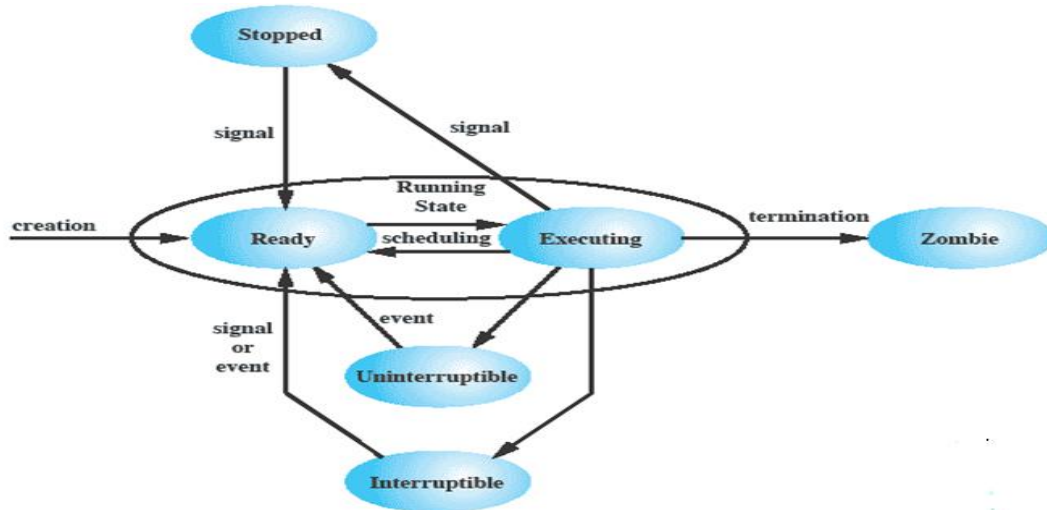 Stopped
signal
signal
Running
State
creation
termination
Ready
scheduling
Executing
Zombie
event
signal
or
event
Uninterruptible
Interruptible